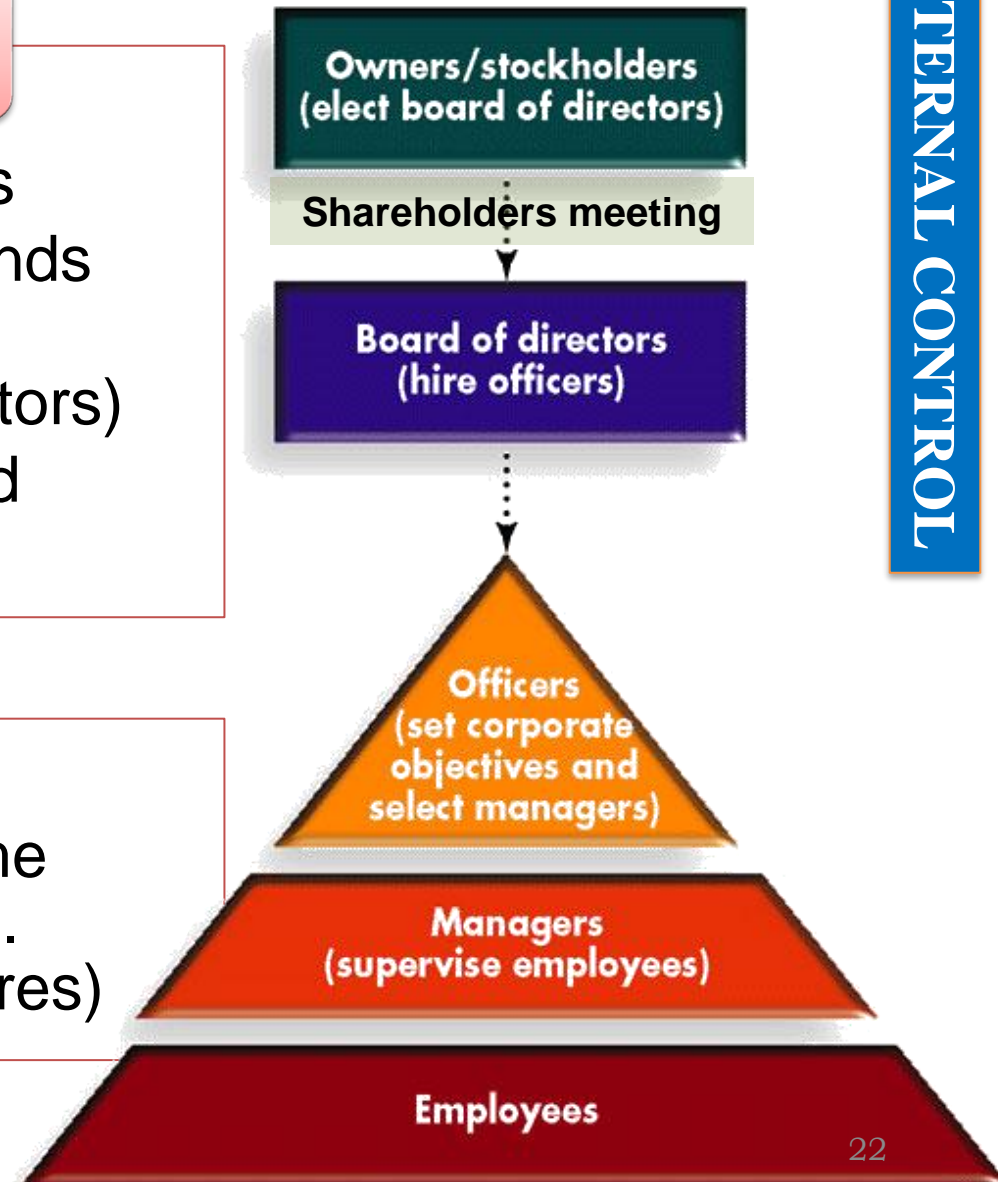 s
nds
tors)
d
ne
.
res)
Owners/stockholders
(elect board of directors)
Shareholders meeting
Board of directors
(hire officers)
Officers
(set corporate
objectives and
select managers)
Managers
(supervise employees)
Employees
TERNAL CONTROL
22